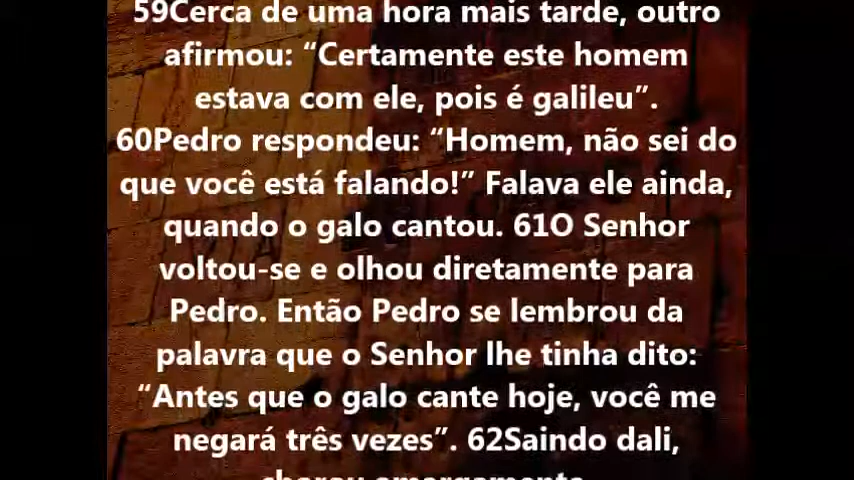 59Cerca de uma hora mais tarde, outro
afirmou: “Certamente este homem
estava com ele, pois é galileu”.
60Pedro respondeu: “Homem, não sei do
que você está falando!” Falava ele ainda,
quando o galo cantou. 61O Senhor
voltou-se e olhou diretamente para
Pedro. Então Pedro se lembrou da
palavra que o Senhor lhe tinha dito:
“Antes que o galo cante hoje, você me
negará três vezes”. 62Saindo dali,
chorou amargamente